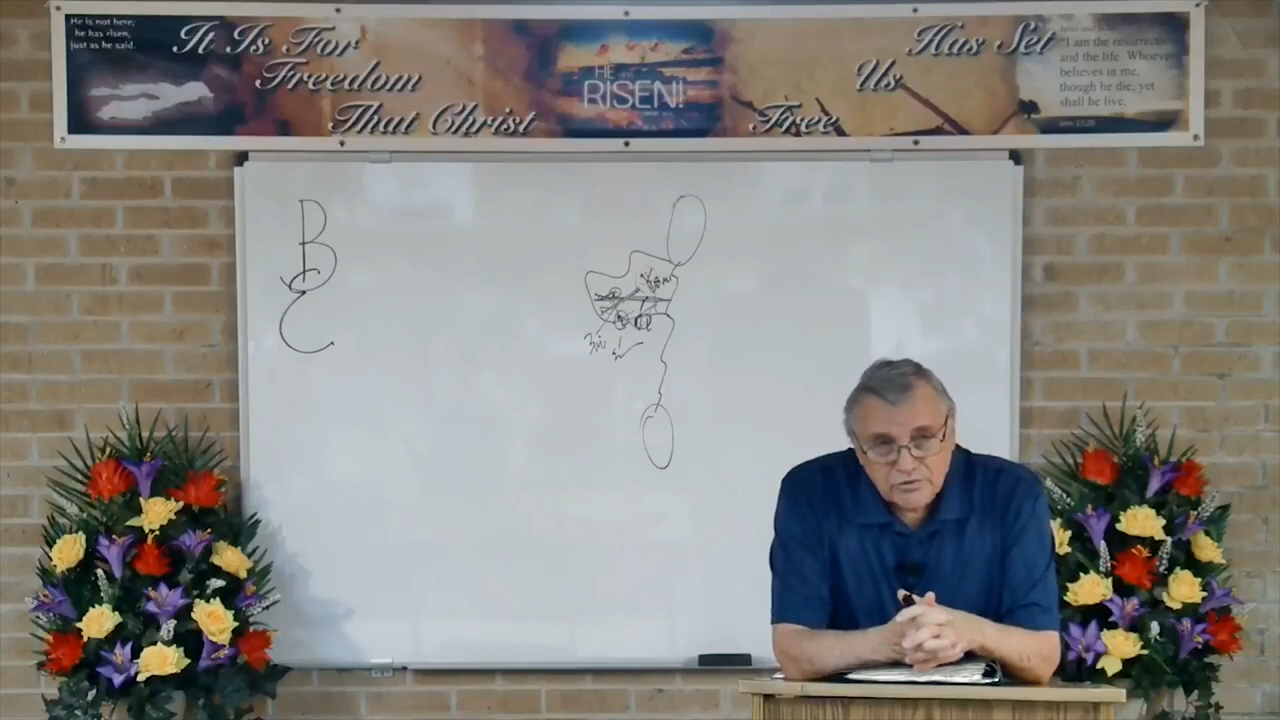 He is not here;
he has risen,
just as he said.
It Is For
Freedom
That Christ
HE
RISEN!
Has Set
Us
Free
"I am the resurrect
and the life. Whoev
believes in me,
though he die, yet
shall he live.
B
C